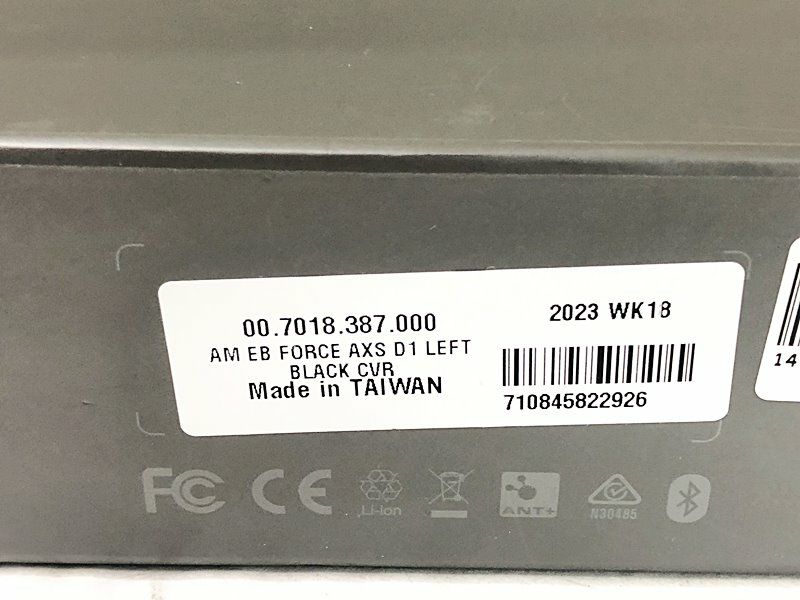 00.7018.387.000
2023 WK18
AM EB FORCE AXS D1 LEFT
BLACK CVR
Made in TAIWAN
710845822926
14
FC CE Li-ion ANT+ N30485